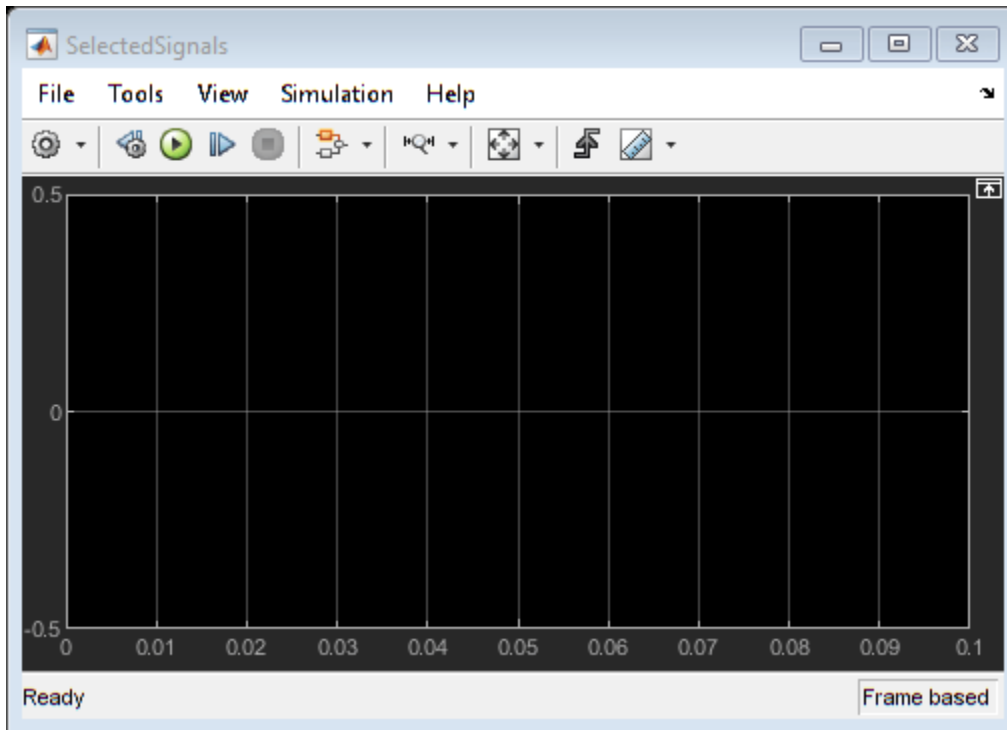 SelectedSignals
File Tools View Simulation Help
0.5
0
-0.5
0 0.01 0.02 0.03 0.04 0.05 0.06 0.07 0.08 0.09 0.1
Ready Frame based